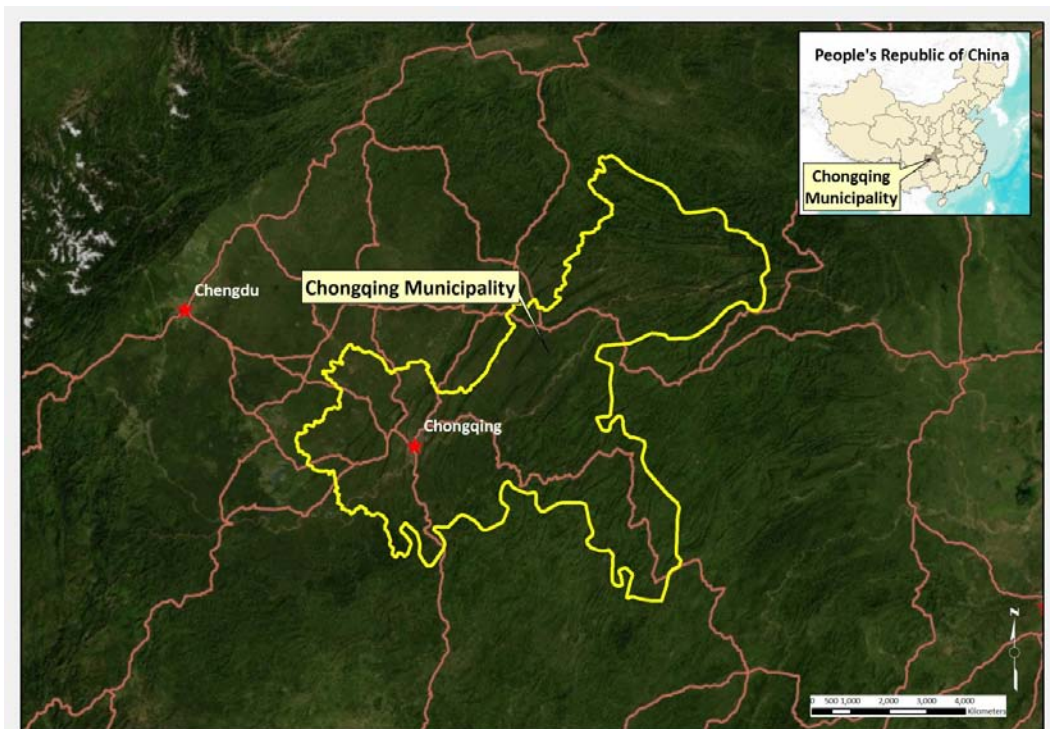 People's Republic of China
Chongqing
Municipality
Chengdu
Chongqing Municipality
Chongqing
N
0 500 1,000 2,000 3,000 4,000
Kilometers